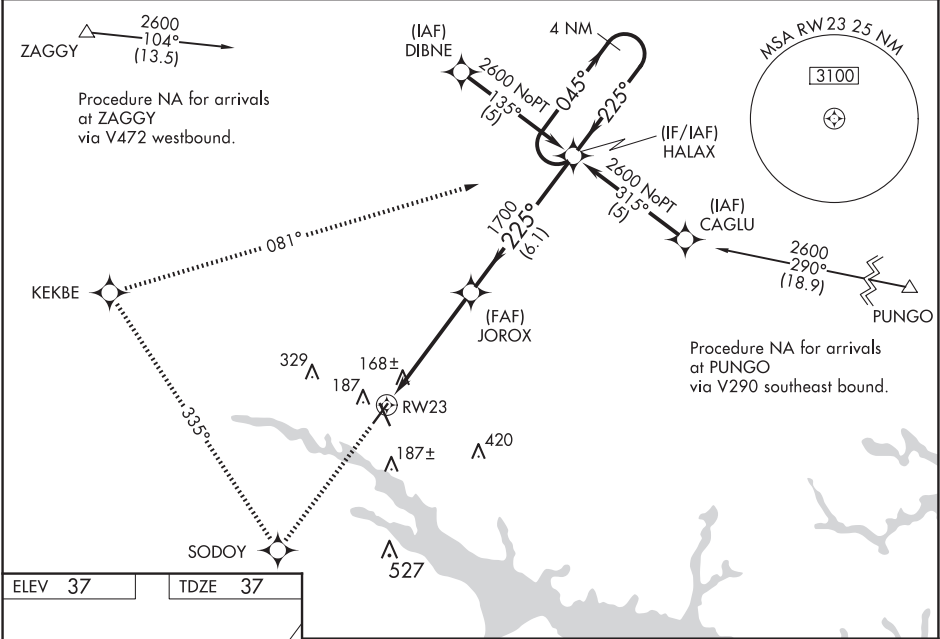 2600
104°
(13.5)
ZAGGY
Procedure NA for arrivals
at ZAGGY
via V472 westbound.
(IAF)
DIBNE
2600 NoPT
135°
(5)
4 NM
045°
225°
(IF/IAF)
HALAX
MSA RW23 25 NM
3100
2600 NoPT
315°
(5)
(IAF)
CAGLU
2600
290°
(18.9)
PUNGO
Procedure NA for arrivals
at PUNGO
via V290 southeast bound.
1700
225°
(6.1)
081°
KEKBE
(FAF)
JOROX
329
168±
187
RW23
187±
420
335°
SODOY
527
ELEV 37
TDZE 37